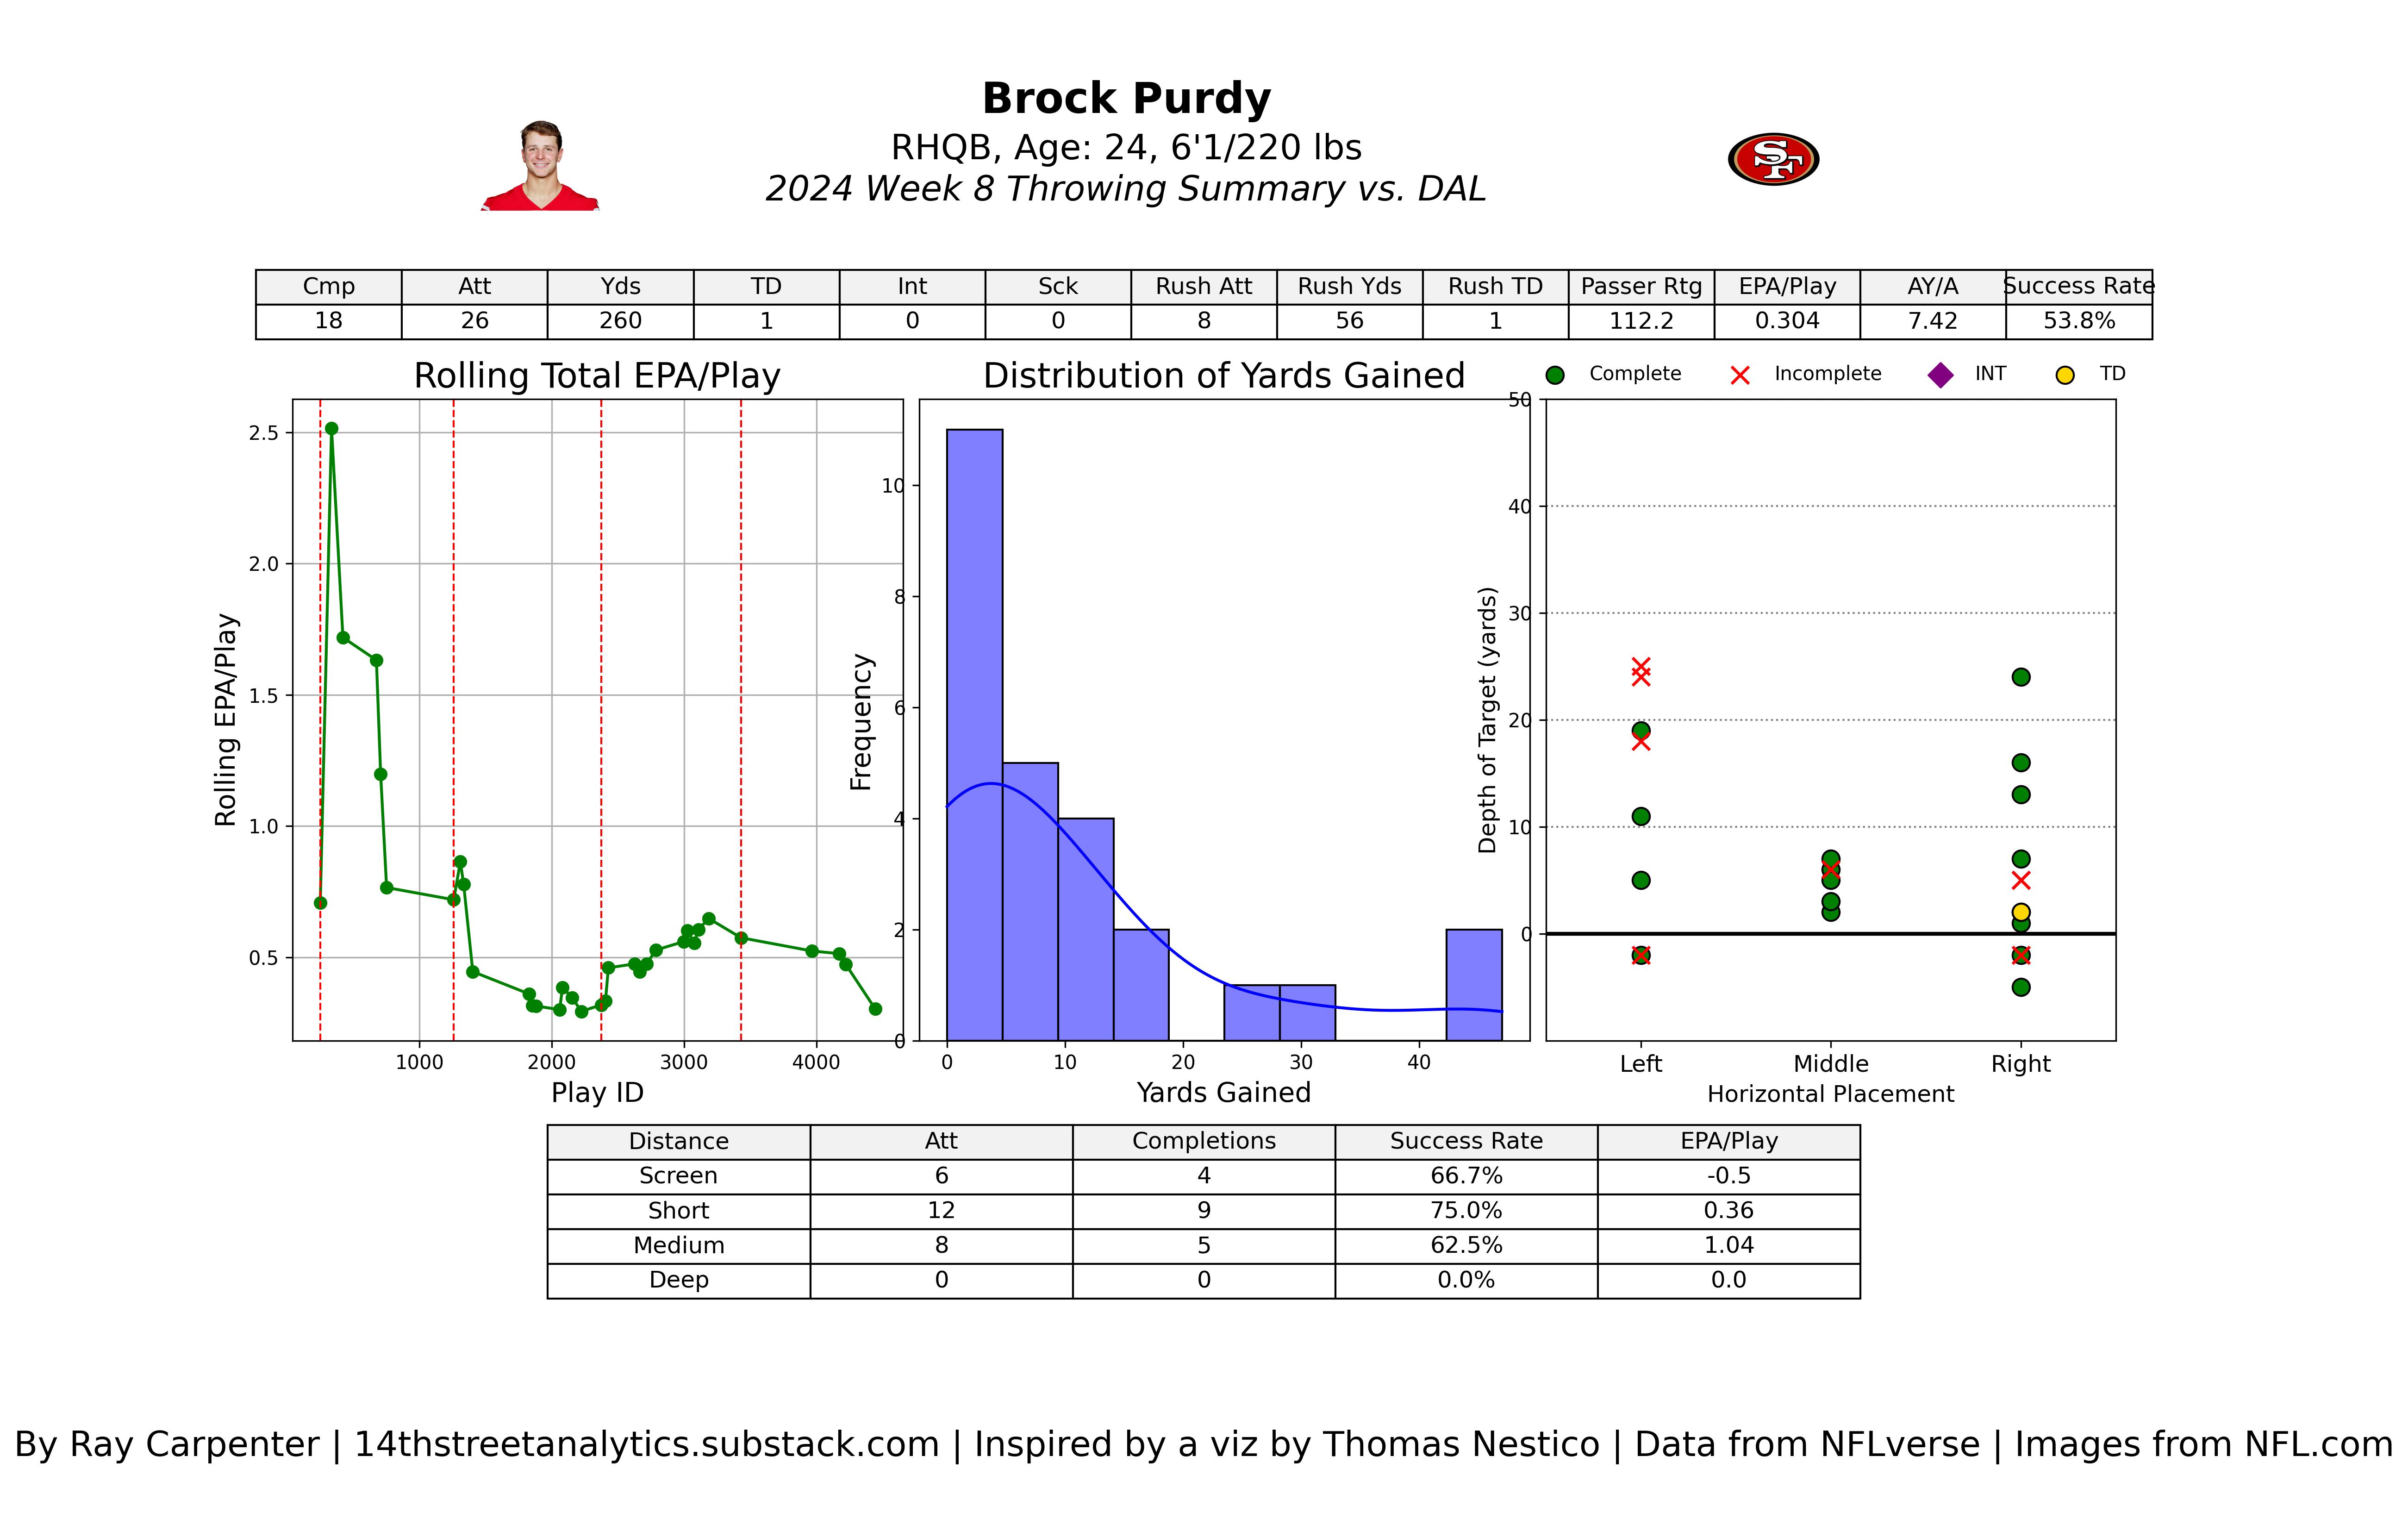 Brock Purdy
RHQB, Age: 24, 6'1/220 lbs
2024 Week 8 Throwing Summary vs. DAL
SF
Cmp Att Yds TD Int Sck Rush Att Rush Yds Rush TD Passer Rtg EPA/Play AY/A Success Rate
18 26 260 1 0 0 8 56 1 112.2 0.304 7.42 53.8%
Rolling Total EPA/Play
2.5
2.0
1.5
1.0
0.5
Rolling EPA/Play
1000 2000 3000 4000
Play ID
Distribution of Yards Gained
10
8
6
4
2
0
Frequency
0 10 20 30 40
Yards Gained
Complete Incomplete INT TD
50
40
30
20
10
0
Depth of Target (yards)
Left Middle Right
Horizontal Placement
Distance Att Completions Success Rate EPA/Play
Screen 6 4 66.7% -0.5
Short 12 9 75.0% 0.36
Medium 8 5 62.5% 1.04
Deep 0 0 0.0% 0.0
By Ray Carpenter | 14thstreetanalytics.substack.com | Inspired by a viz by Thomas Nestico | Data from NFLverse | Images from NFL.com